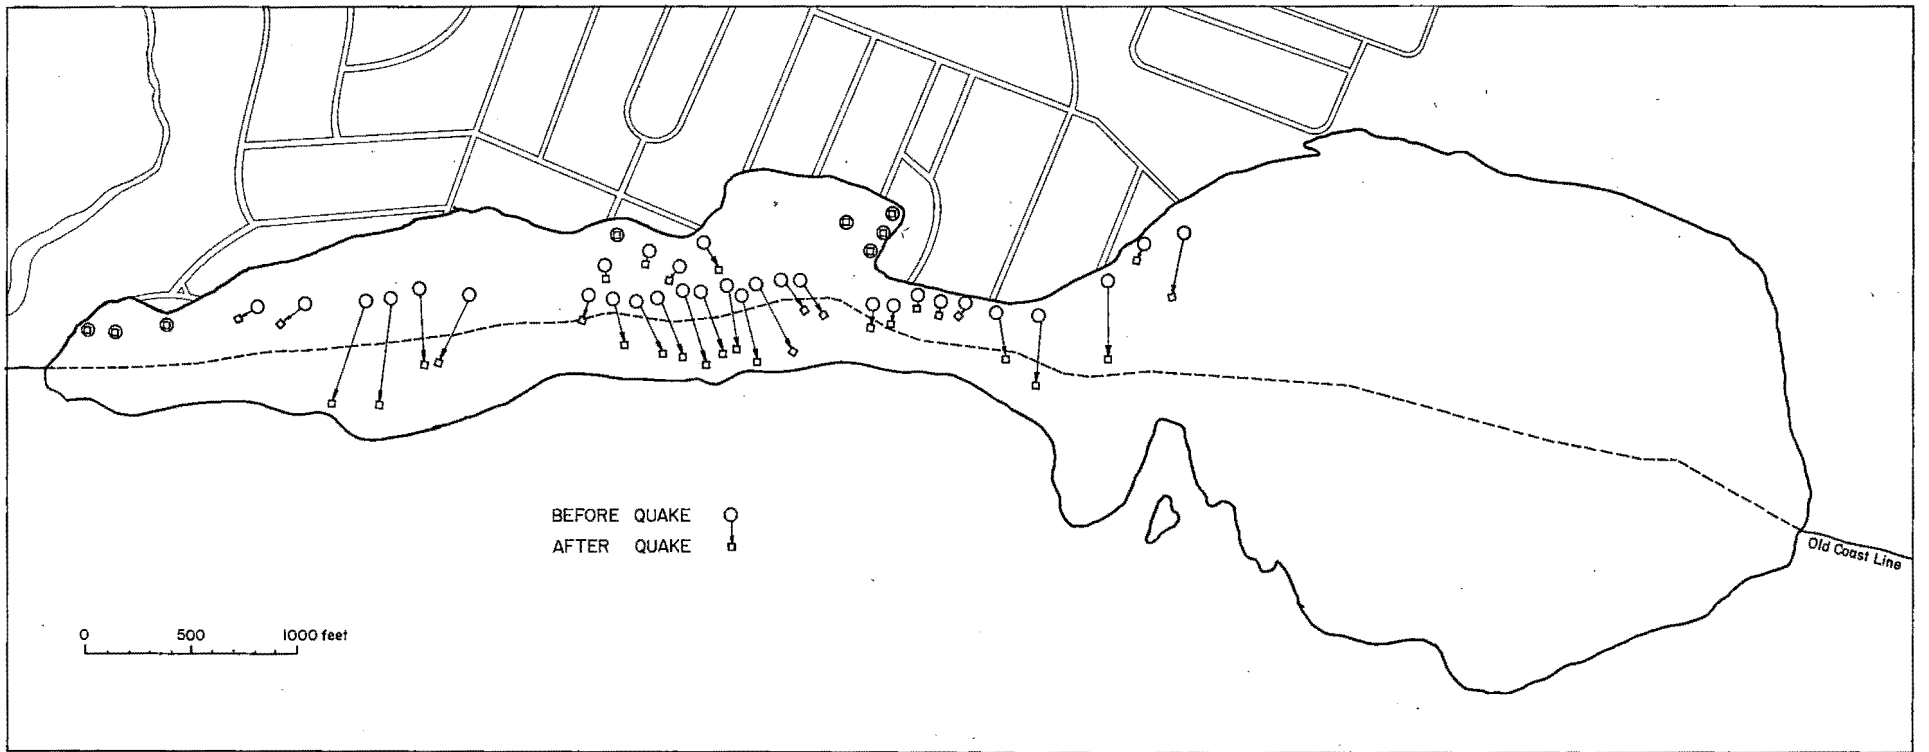 BEFORE QUAKE
AFTER QUAKE
Old Coast Line
0 500 1000 feet